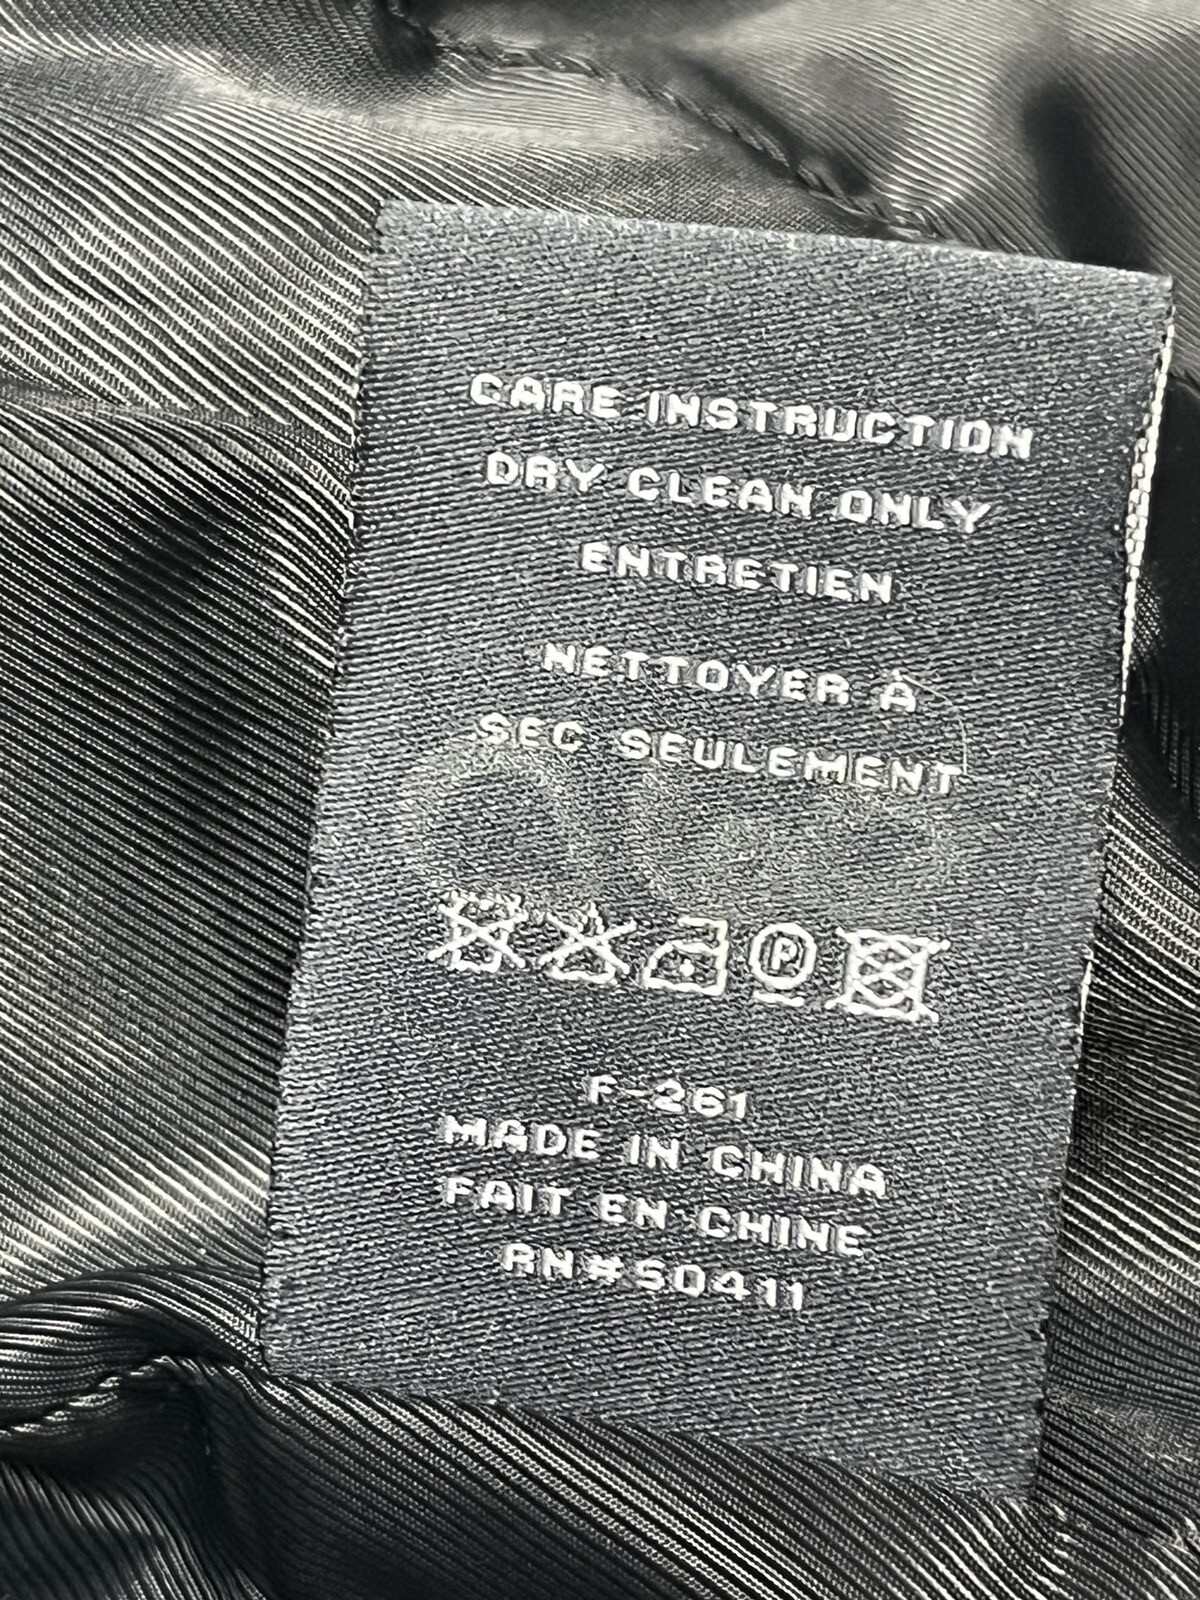 CARE INSTRUCTION
DRY CLEAN ONLY
ENTRETIEN
NETTOYER À
SEC SEULEMENT
P
F-261
MADE IN CHINA
FAIT EN CHINE
RN#50411